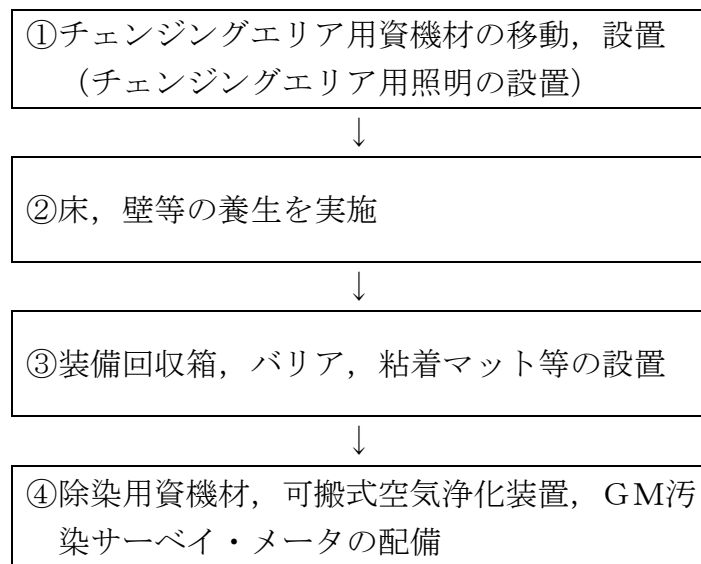 ①チェンジングエリア用資機材の移動，設置
（チェンジングエリア用照明の設置）
↓
②床，壁等の養生を実施
↓
③装備回収箱，バリア，粘着マット等の設置
↓
④除染用資機材，可搬式空気浄化装置，ＧＭ汚
染サーベイ・メータの配備